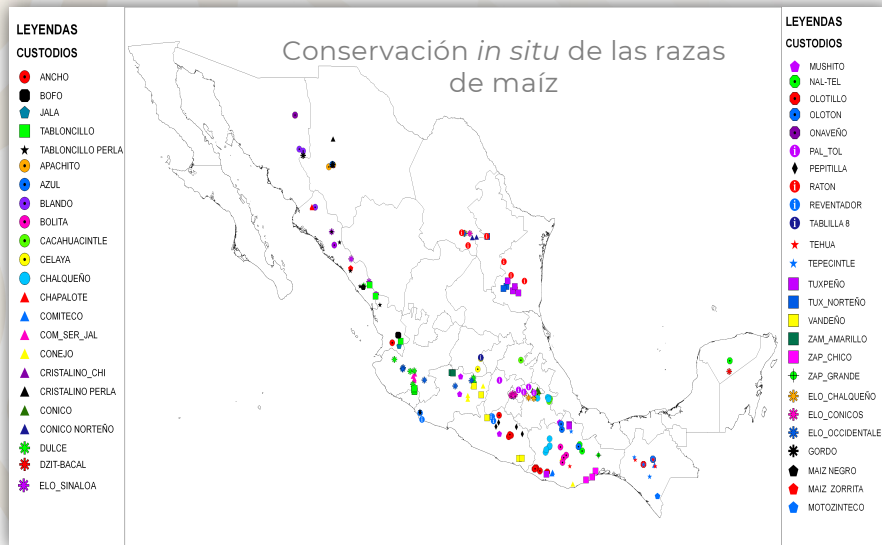 LEYENDAS
CUSTODIOS
ANCHO
BOFO
JALA
TABLONCILLO
TABLONCILLO PERLA
APACHITO
AZUL
BLANDO
BOLITA
CACAHUACINTLE
CELAYA
CHALQUEÑO
CHAPALOTE
COMITECO
COM_SER_JAL
CONEJO
CRISTALINO_CHI
CRISTALINO PERLA
CONICO
CONICO NORTEÑO
DULCE
DZIT-BACAL
ELO_SINALOA
Conservación in situ de las razas
de maíz
LEYENDAS
CUSTODIOS
MUSHITO
NAL-TEL
OLOTILLO
OLOTON
ONAVEÑO
PAL_TOL
PEPITILLA
RATON
REVENTADOR
TABLILLA 8
TEHUA
TEPECINTLE
TUXPEÑO
TUX_NORTEÑO
VANDEÑO
ZAM_AMARILLO
ZAP_CHICO
ZAP_GRANDE
ELO_CHALQUEÑO
ELO_CONICOS
ELO_OCCIDENTALE
GORDO
MAIZ NEGRO
MAIZ ZORRITA
MOTOZINTECO